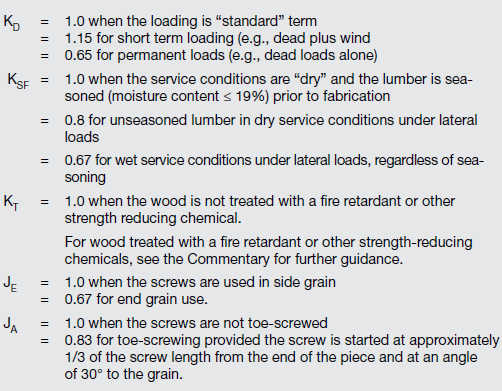 K_D = 1.0 when the loading is “standard” term
= 1.15 for short term loading (e.g., dead plus wind
= 0.65 for permanent loads (e.g., dead loads alone)
K_SF = 1.0 when the service conditions are “dry” and the lumber is sea-
soned (moisture content ≤ 19%) prior to fabrication
= 0.8 for unseasoned lumber in dry service conditions under lateral
loads
= 0.67 for wet service conditions under lateral loads, regardless of sea-
soning
K_T = 1.0 when the wood is not treated with a fire retardant or other
strength reducing chemical.
For wood treated with a fire retardant or other strength-reducing
chemicals, see the Commentary for further guidance.
J_E = 1.0 when the screws are used in side grain
= 0.67 for end grain use.
J_A = 1.0 when the screws are not toe-screwed
= 0.83 for toe-screwing provided the screw is started at approximately
1/3 of the screw length from the end of the piece and at an angle
of 30° to the grain.